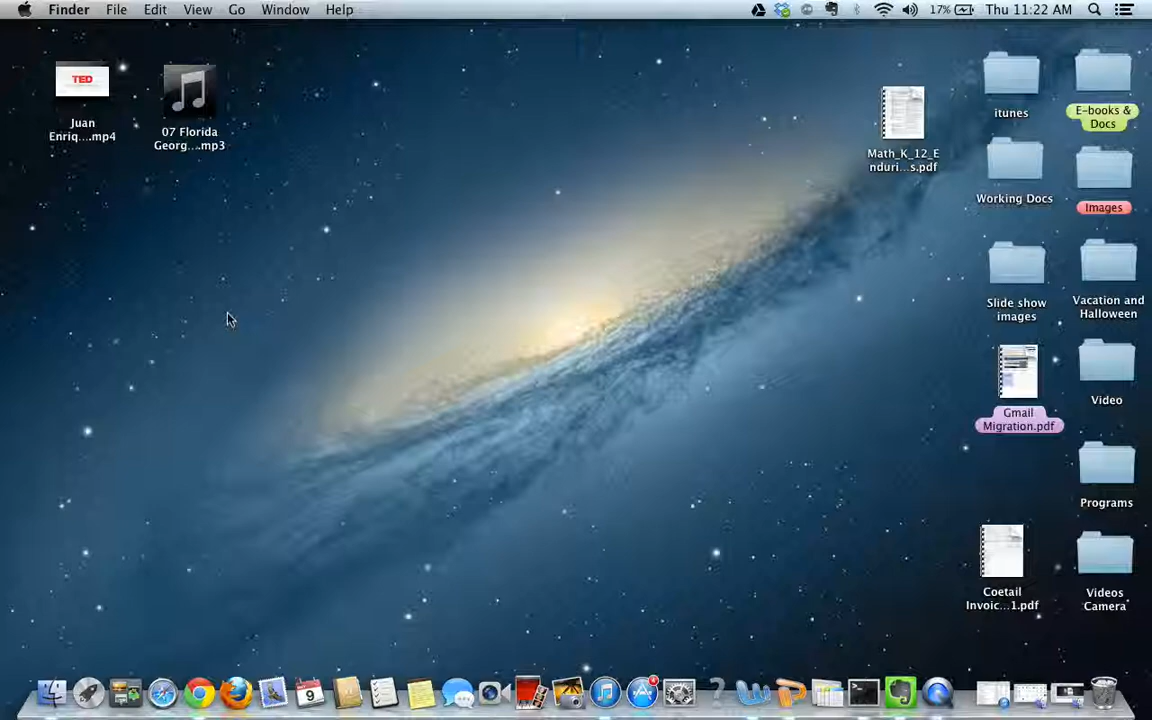 Finder File Edit View Go Window Help
17% Thu 11:22 AM
TED
Juan
Enriq....mp4
07 Florida
Georg....mp3
Math_K_12_E
nduri...s.pdf
itunes
E-books &
Docs
Working Docs
Images
Slide show
images
Vacation and
Halloween
Gmail
Migration.pdf
Video
Programs
Coetail
Invoic...1.pdf
Videos
Camera
9